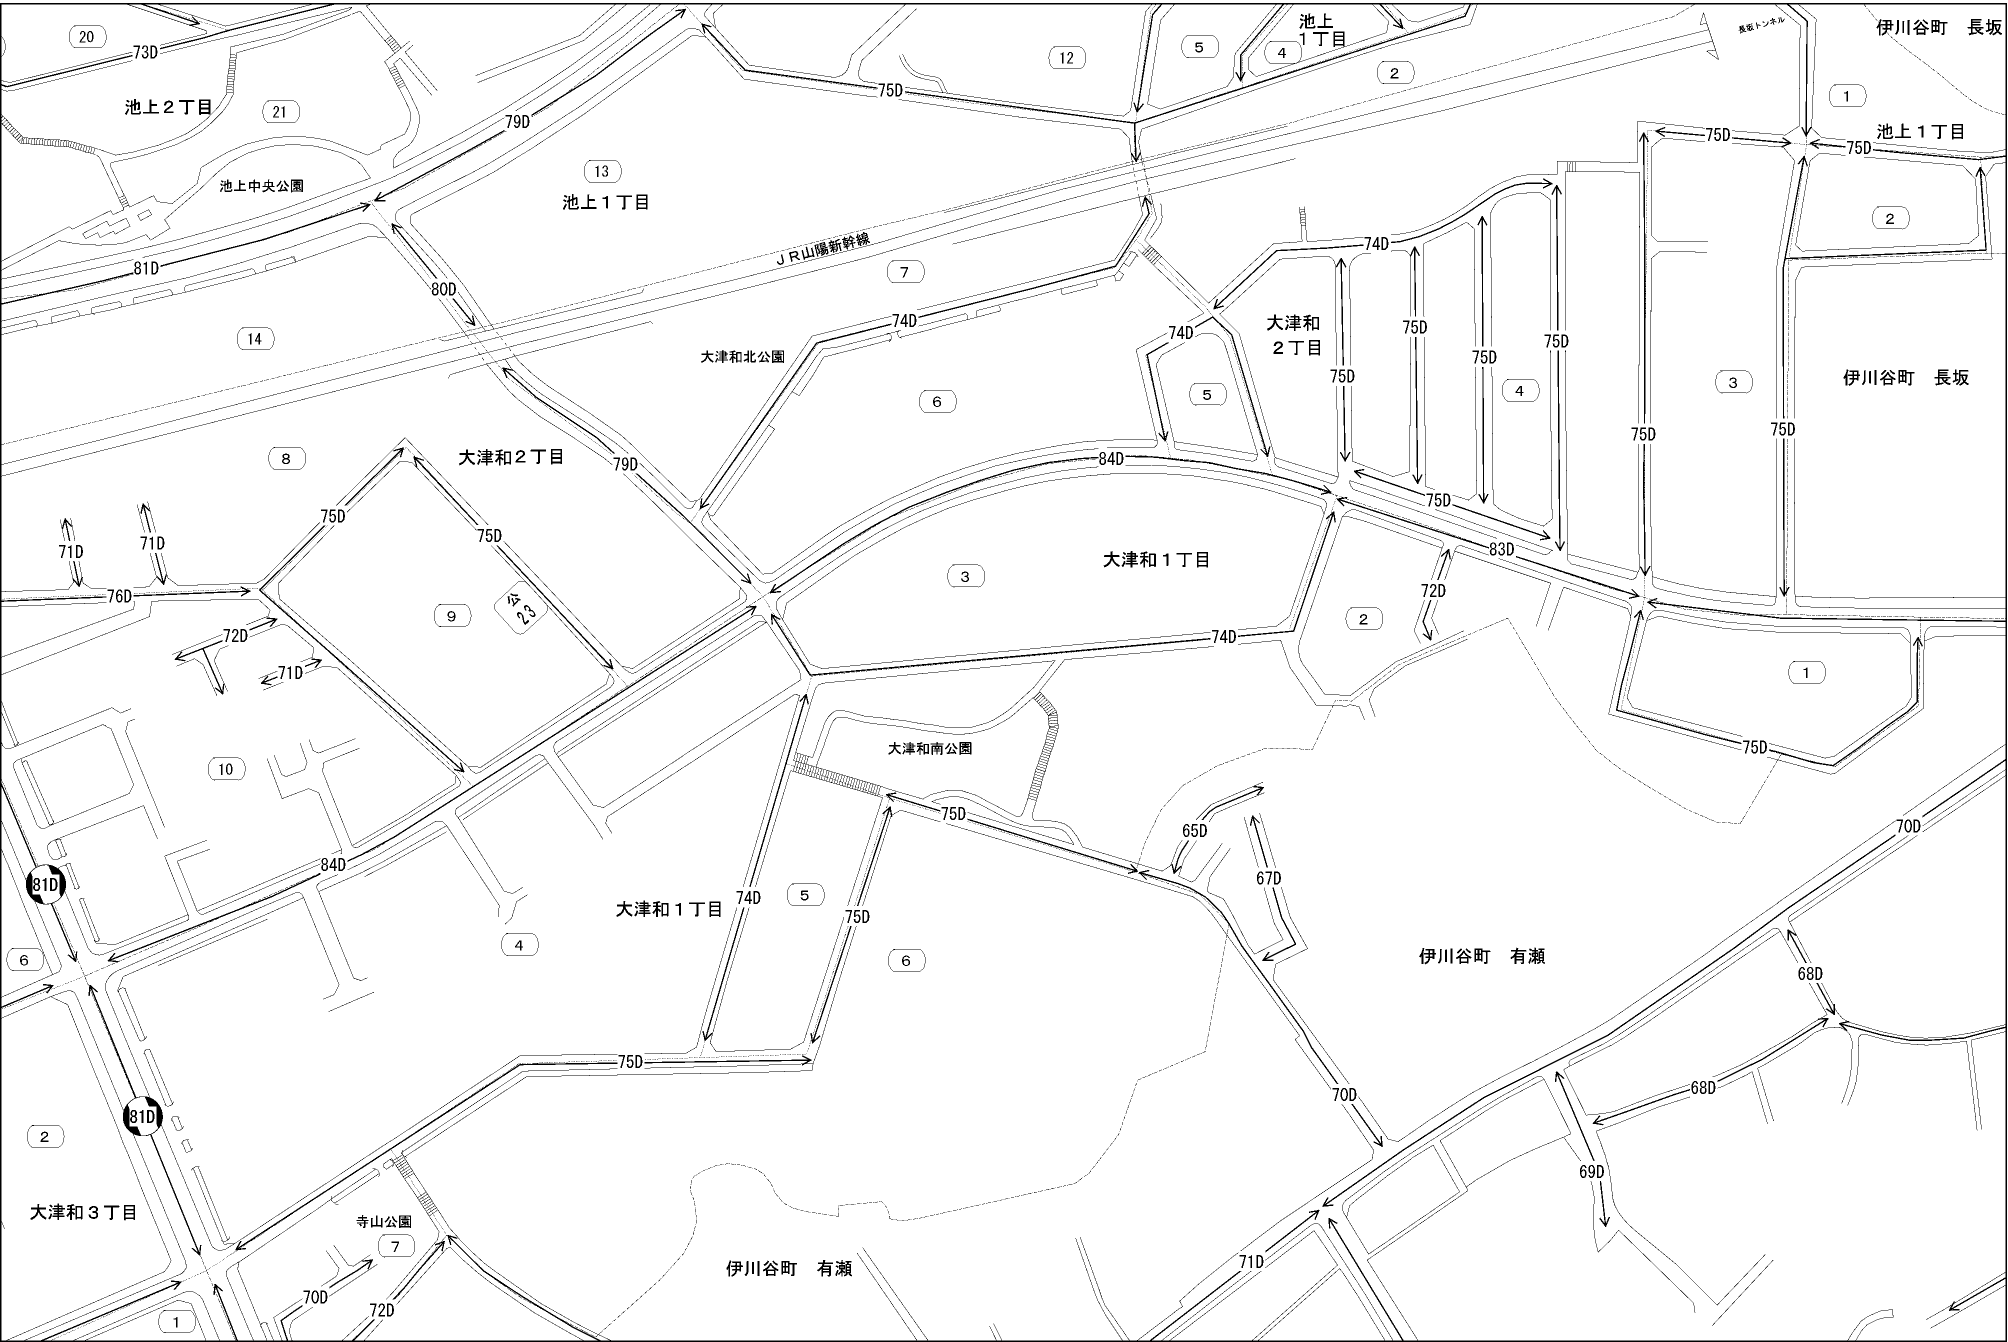 20
73D
池上２丁目
21
池上中央公園
79D
13
池上１丁目
12
75D
5
4
池上
１丁目
2
長坂トンネル
伊川谷町　長坂
1
池上１丁目
75D
75D
2
81D
80D
14
ＪＲ山陽新幹線
7
74D
74D
74D
大津和
２丁目
大津和北公園
6
5
75D
75D
75D
75D
4
3
伊川谷町　長坂
75D
75D
8
大津和２丁目
79D
84D
75D
75D
75D
71D
71D
76D
9
公
23
3
大津和１丁目
83D
72D
2
72D
71D
74D
1
75D
10
大津和南公園
75D
65D
70D
67D
84D
81D
大津和１丁目
74D
5
75D
6
4
6
伊川谷町　有瀬
68D
75D
70D
68D
81D
2
69D
大津和３丁目
寺山公園
7
伊川谷町　有瀬
71D
70D
72D
1